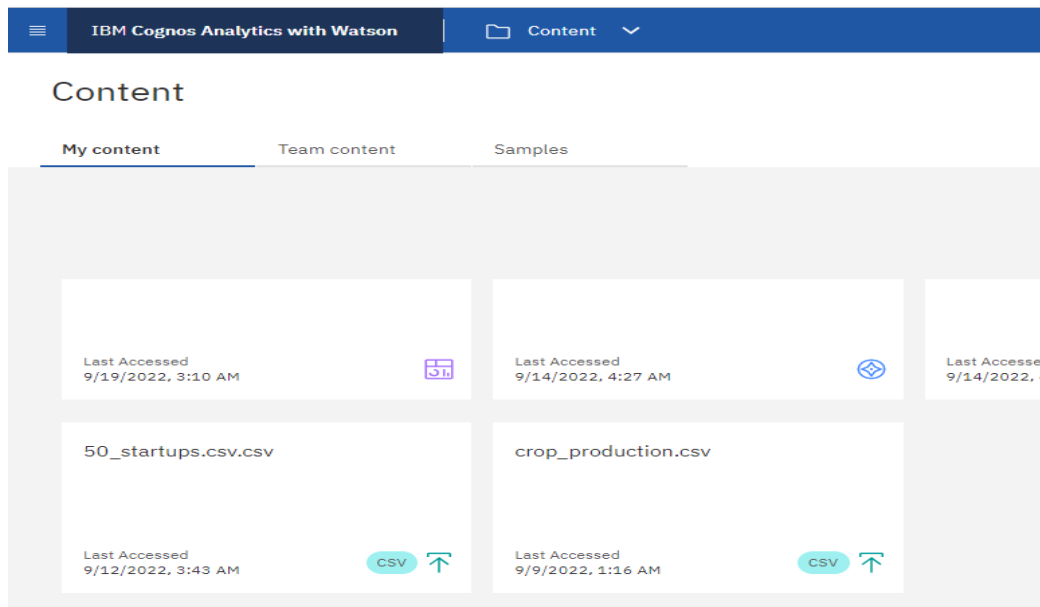 IBM Cognos Analytics with Watson
Content
Content
My content
Team content
Samples
Last Accessed
9/19/2022, 3:10 AM
Last Accessed
9/14/2022, 4:27 AM
Last Accesse
9/14/2022,
50_startups.csv.csv
crop_production.csv
Last Accessed
9/12/2022, 3:43 AM
CSV
Last Accessed
9/9/2022, 1:16 AM
CSV